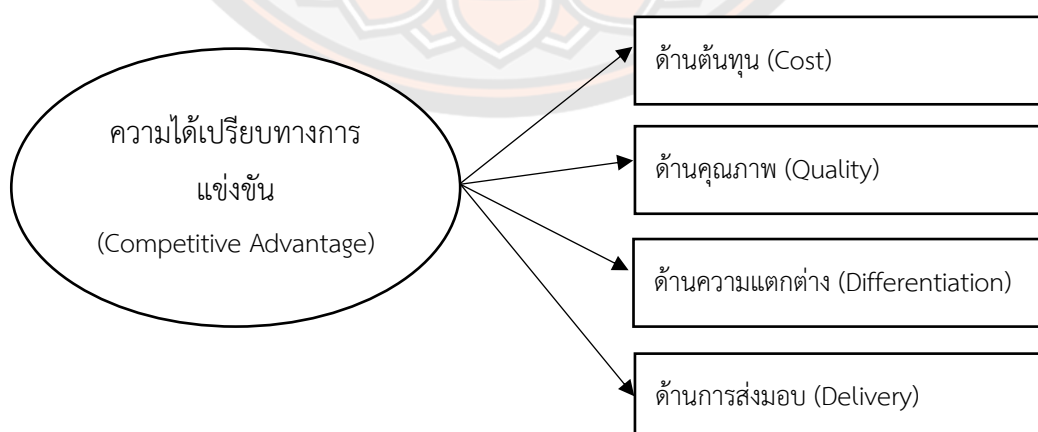 ความได้เปรียบทางการ
แข่งขัน
(Competitive Advantage)
ด้านต้นทุน (Cost)
ด้านคุณภาพ (Quality)
ด้านความแตกต่าง (Differentiation)
ด้านการส่งมอบ (Delivery)